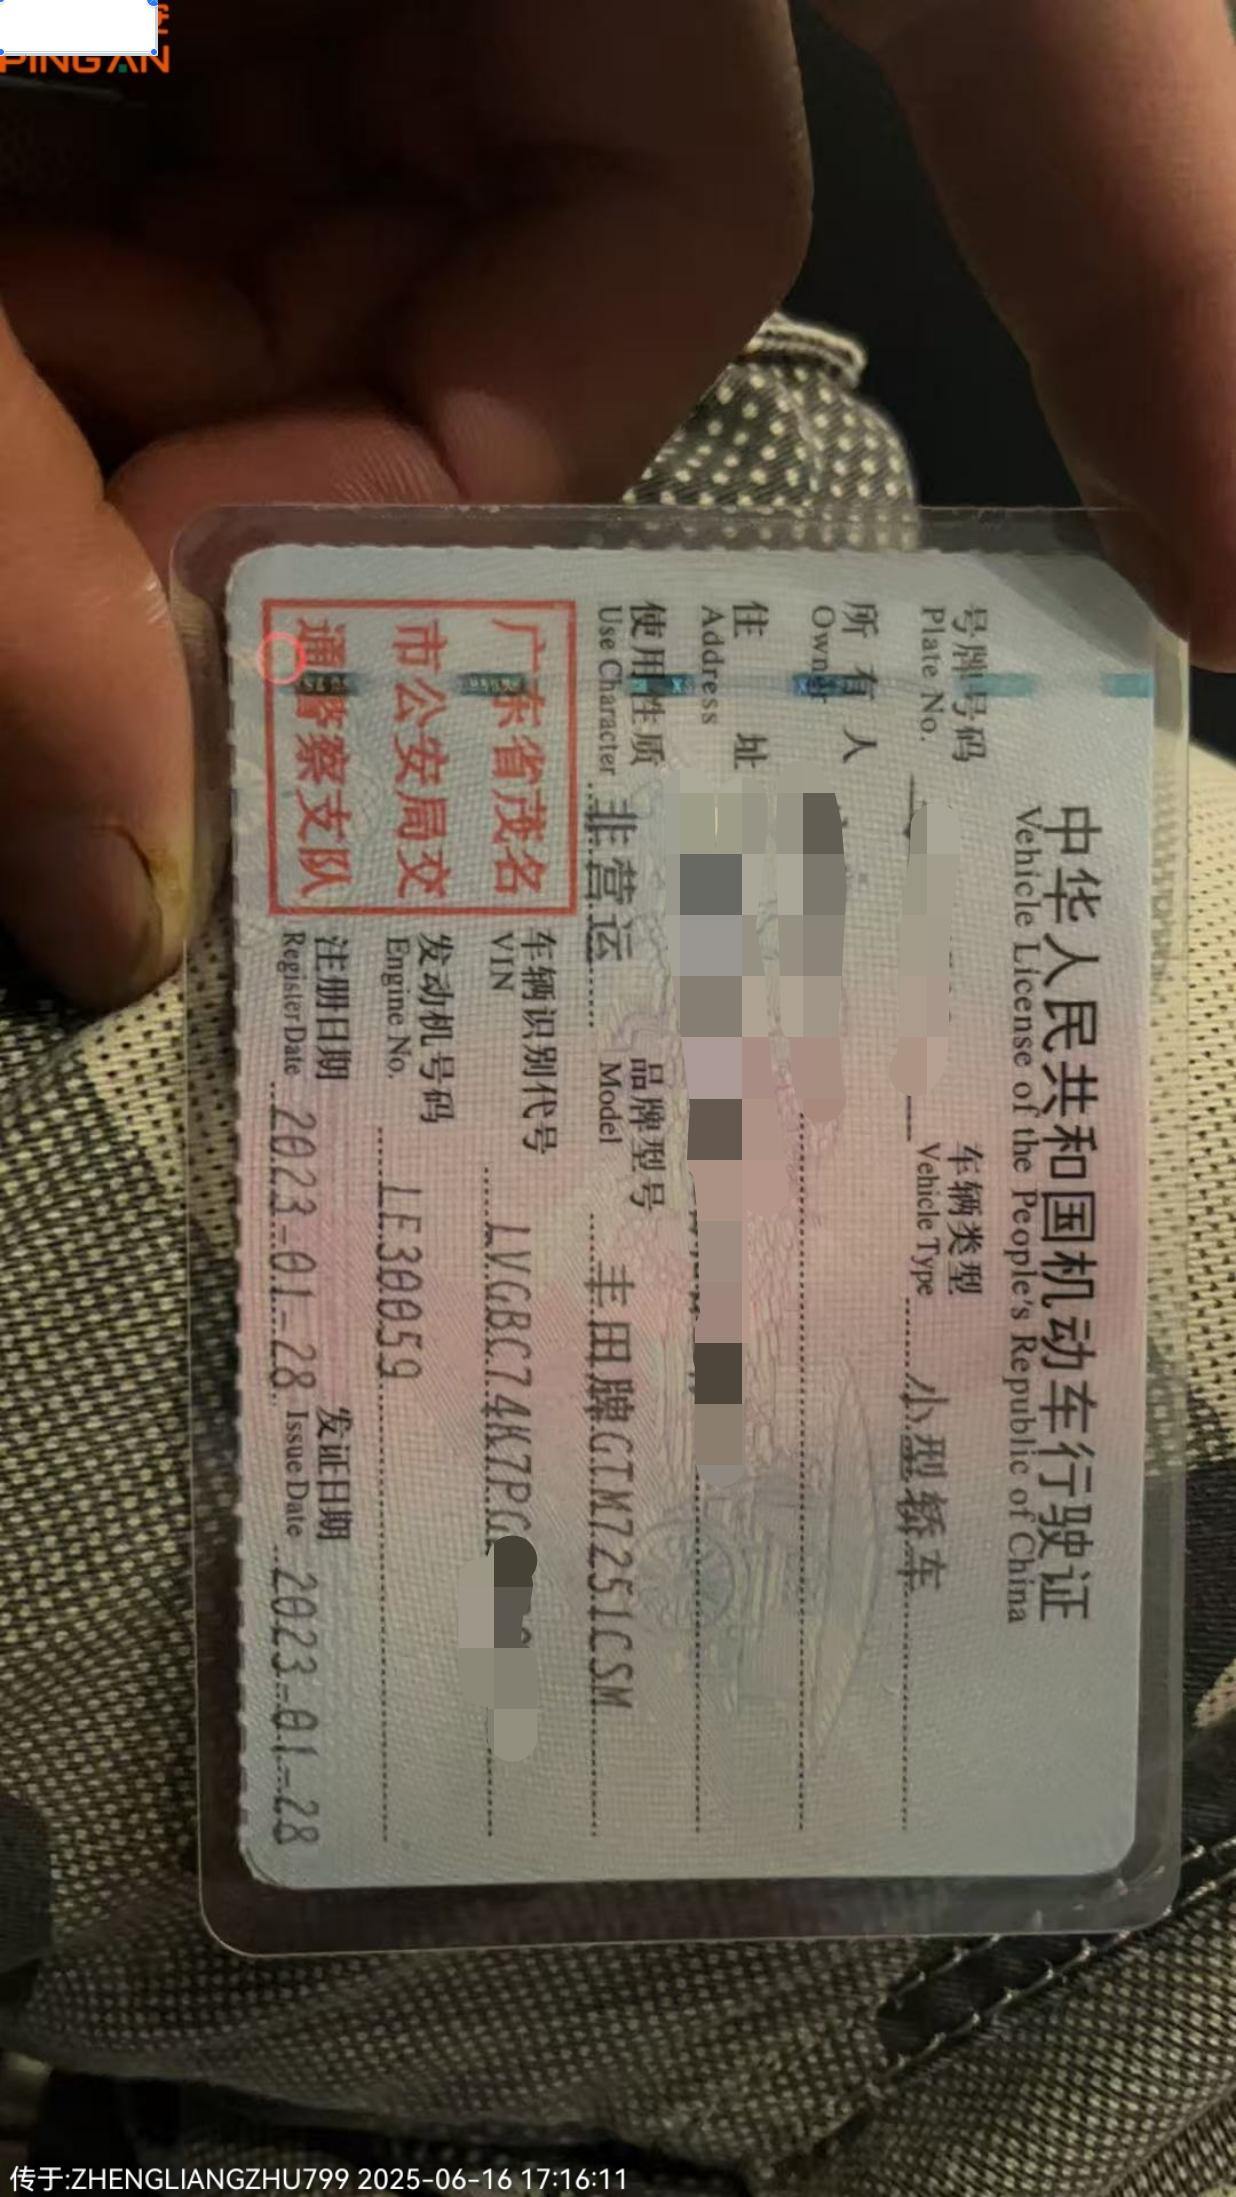 PING AN
中华人民共和国机动车行驶证
Vehicle License of the People's Republic of China
号牌号码
Plate No.
车辆类型 小型轿车
Vehicle Type
所有人
Owner
住址
Address
使用性质 非营运
Use Character
品牌型号 丰田牌GTM7251CSM
Model
广东省茂名
市公安局交
通警察支队
车辆识别代号 LVGBC74K7PG
VIN
发动机号码 LE30059
Engine No.
注册日期 2023-01-28
Register Date
发证日期 2023-01-28
Issue Date
传于:ZHENGLIANGZHU799 2025-06-16 17:16:11